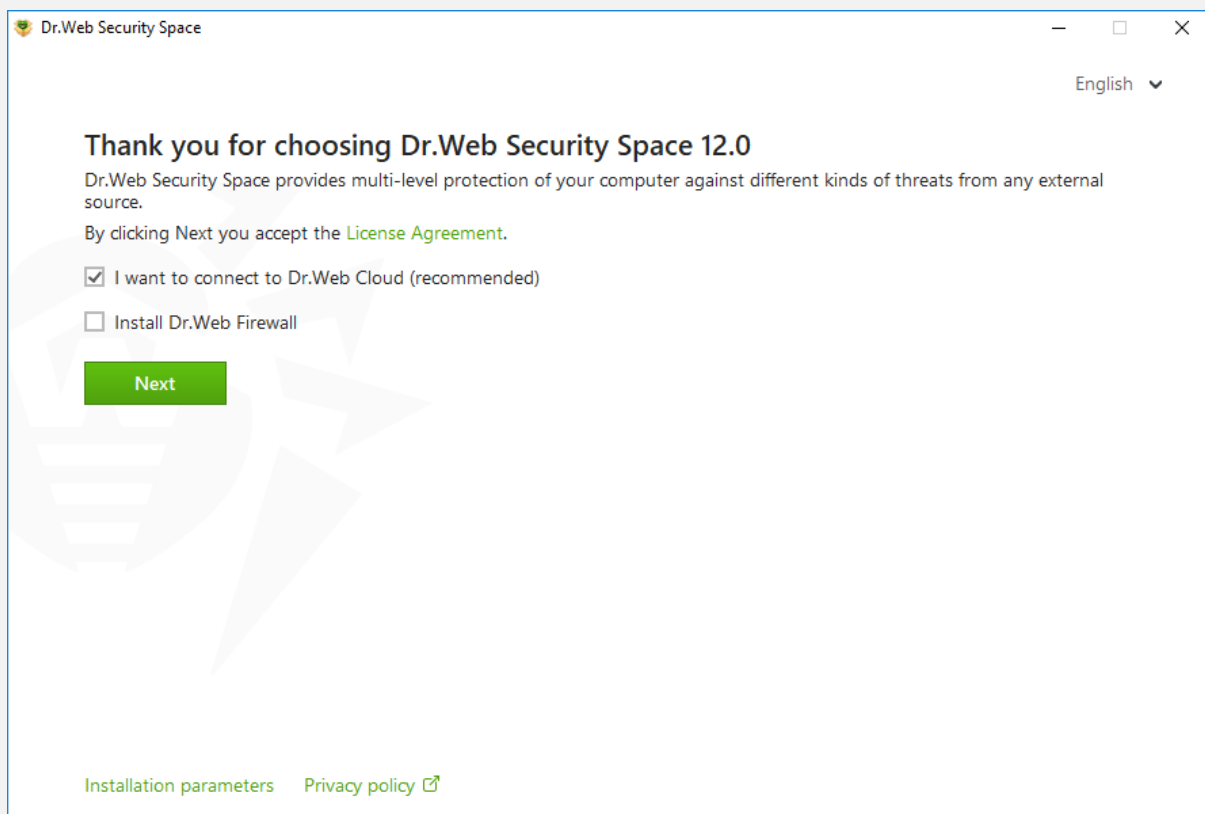 Dr.Web Security Space
English
Thank you for choosing Dr.Web Security Space 12.0
Dr.Web Security Space provides multi-level protection of your computer against different kinds of threats from any external
source.
By clicking Next you accept the License Agreement.
I want to connect to Dr.Web Cloud (recommended)
Install Dr.Web Firewall
Next
Installation parameters Privacy policy